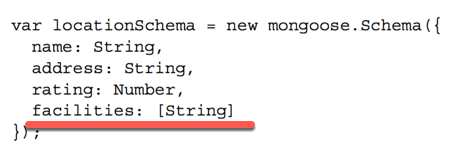 var locationSchema = new mongoose.Schema({
name: String,
address: String,
rating: Number,
facilities: [String]
});